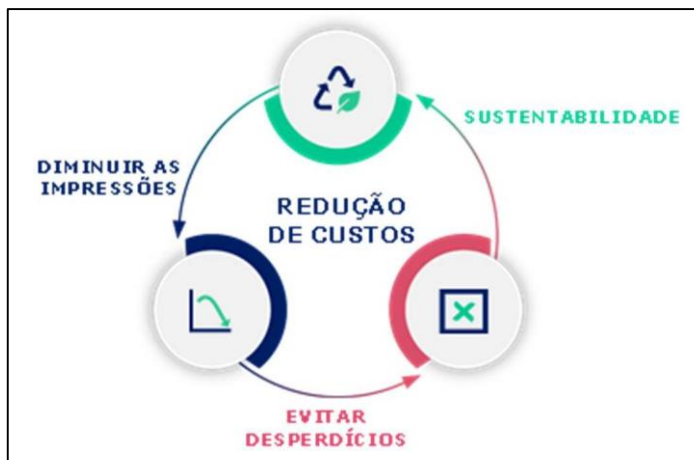 SUSTENTABILIDADE
DIMINUIR AS
IMPRESSÕES
REDUÇÃO
DE CUSTOS
EVITAR
DESPERDÍCIOS